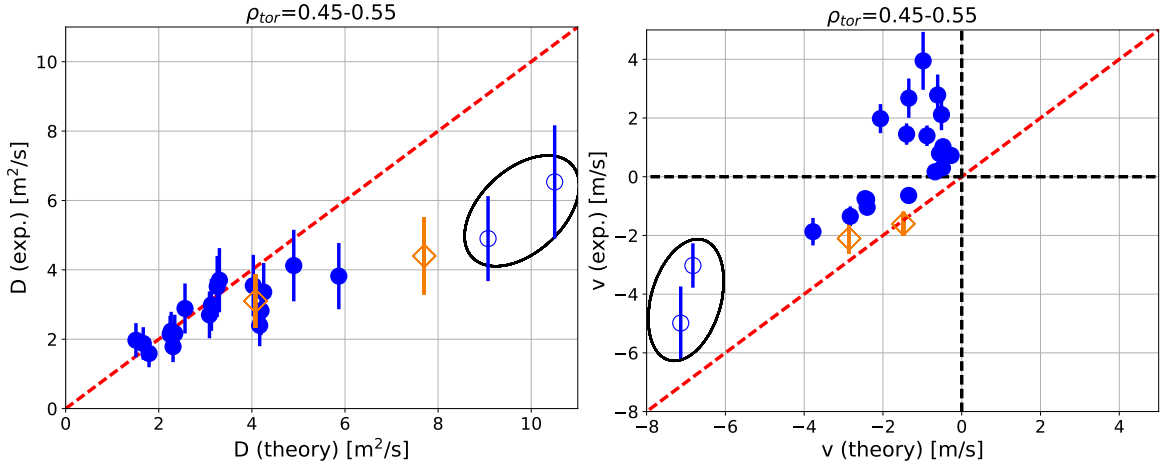 ρ_tor=0.45-0.55
D (exp.) [m²/s]
10
8
6
4
2
0
0 2 4 6 8 10
D (theory) [m²/s]
ρ_tor=0.45-0.55
v (exp.) [m/s]
4
2
0
−2
−4
−6
−8
−8 −6 −4 −2 0 2 4
v (theory) [m/s]